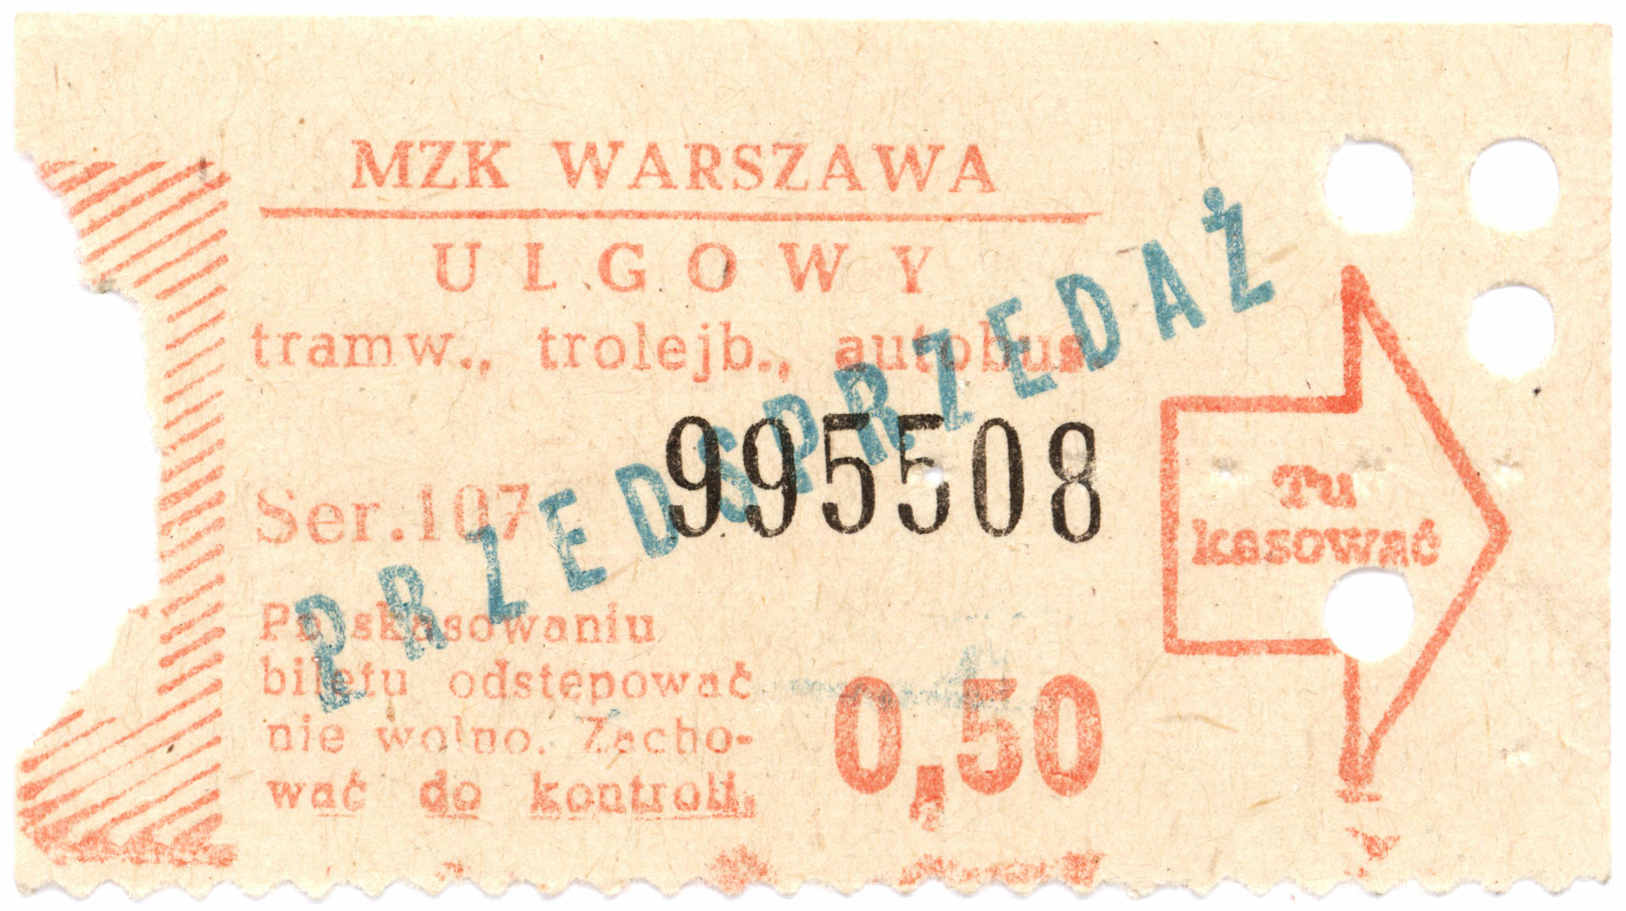 MZK WARSZAWA
ULGOWY
tramw., trolejb., autobus
PRZEDSPRZEDAŻ
Ser.107 995508
Po skasowaniu
biletu odstępować
nie wolno. Zacho-
wać do kontroli.
0,50
Tu
kasować